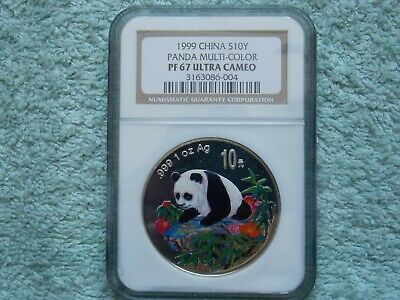 1999 CHINA S10Y
PANDA MULTI-COLOR
PF 67 ULTRA CAMEO
3163086-004
NUMISMATIC GUARANTY CORPORATION
.999 1 oz Ag 10元